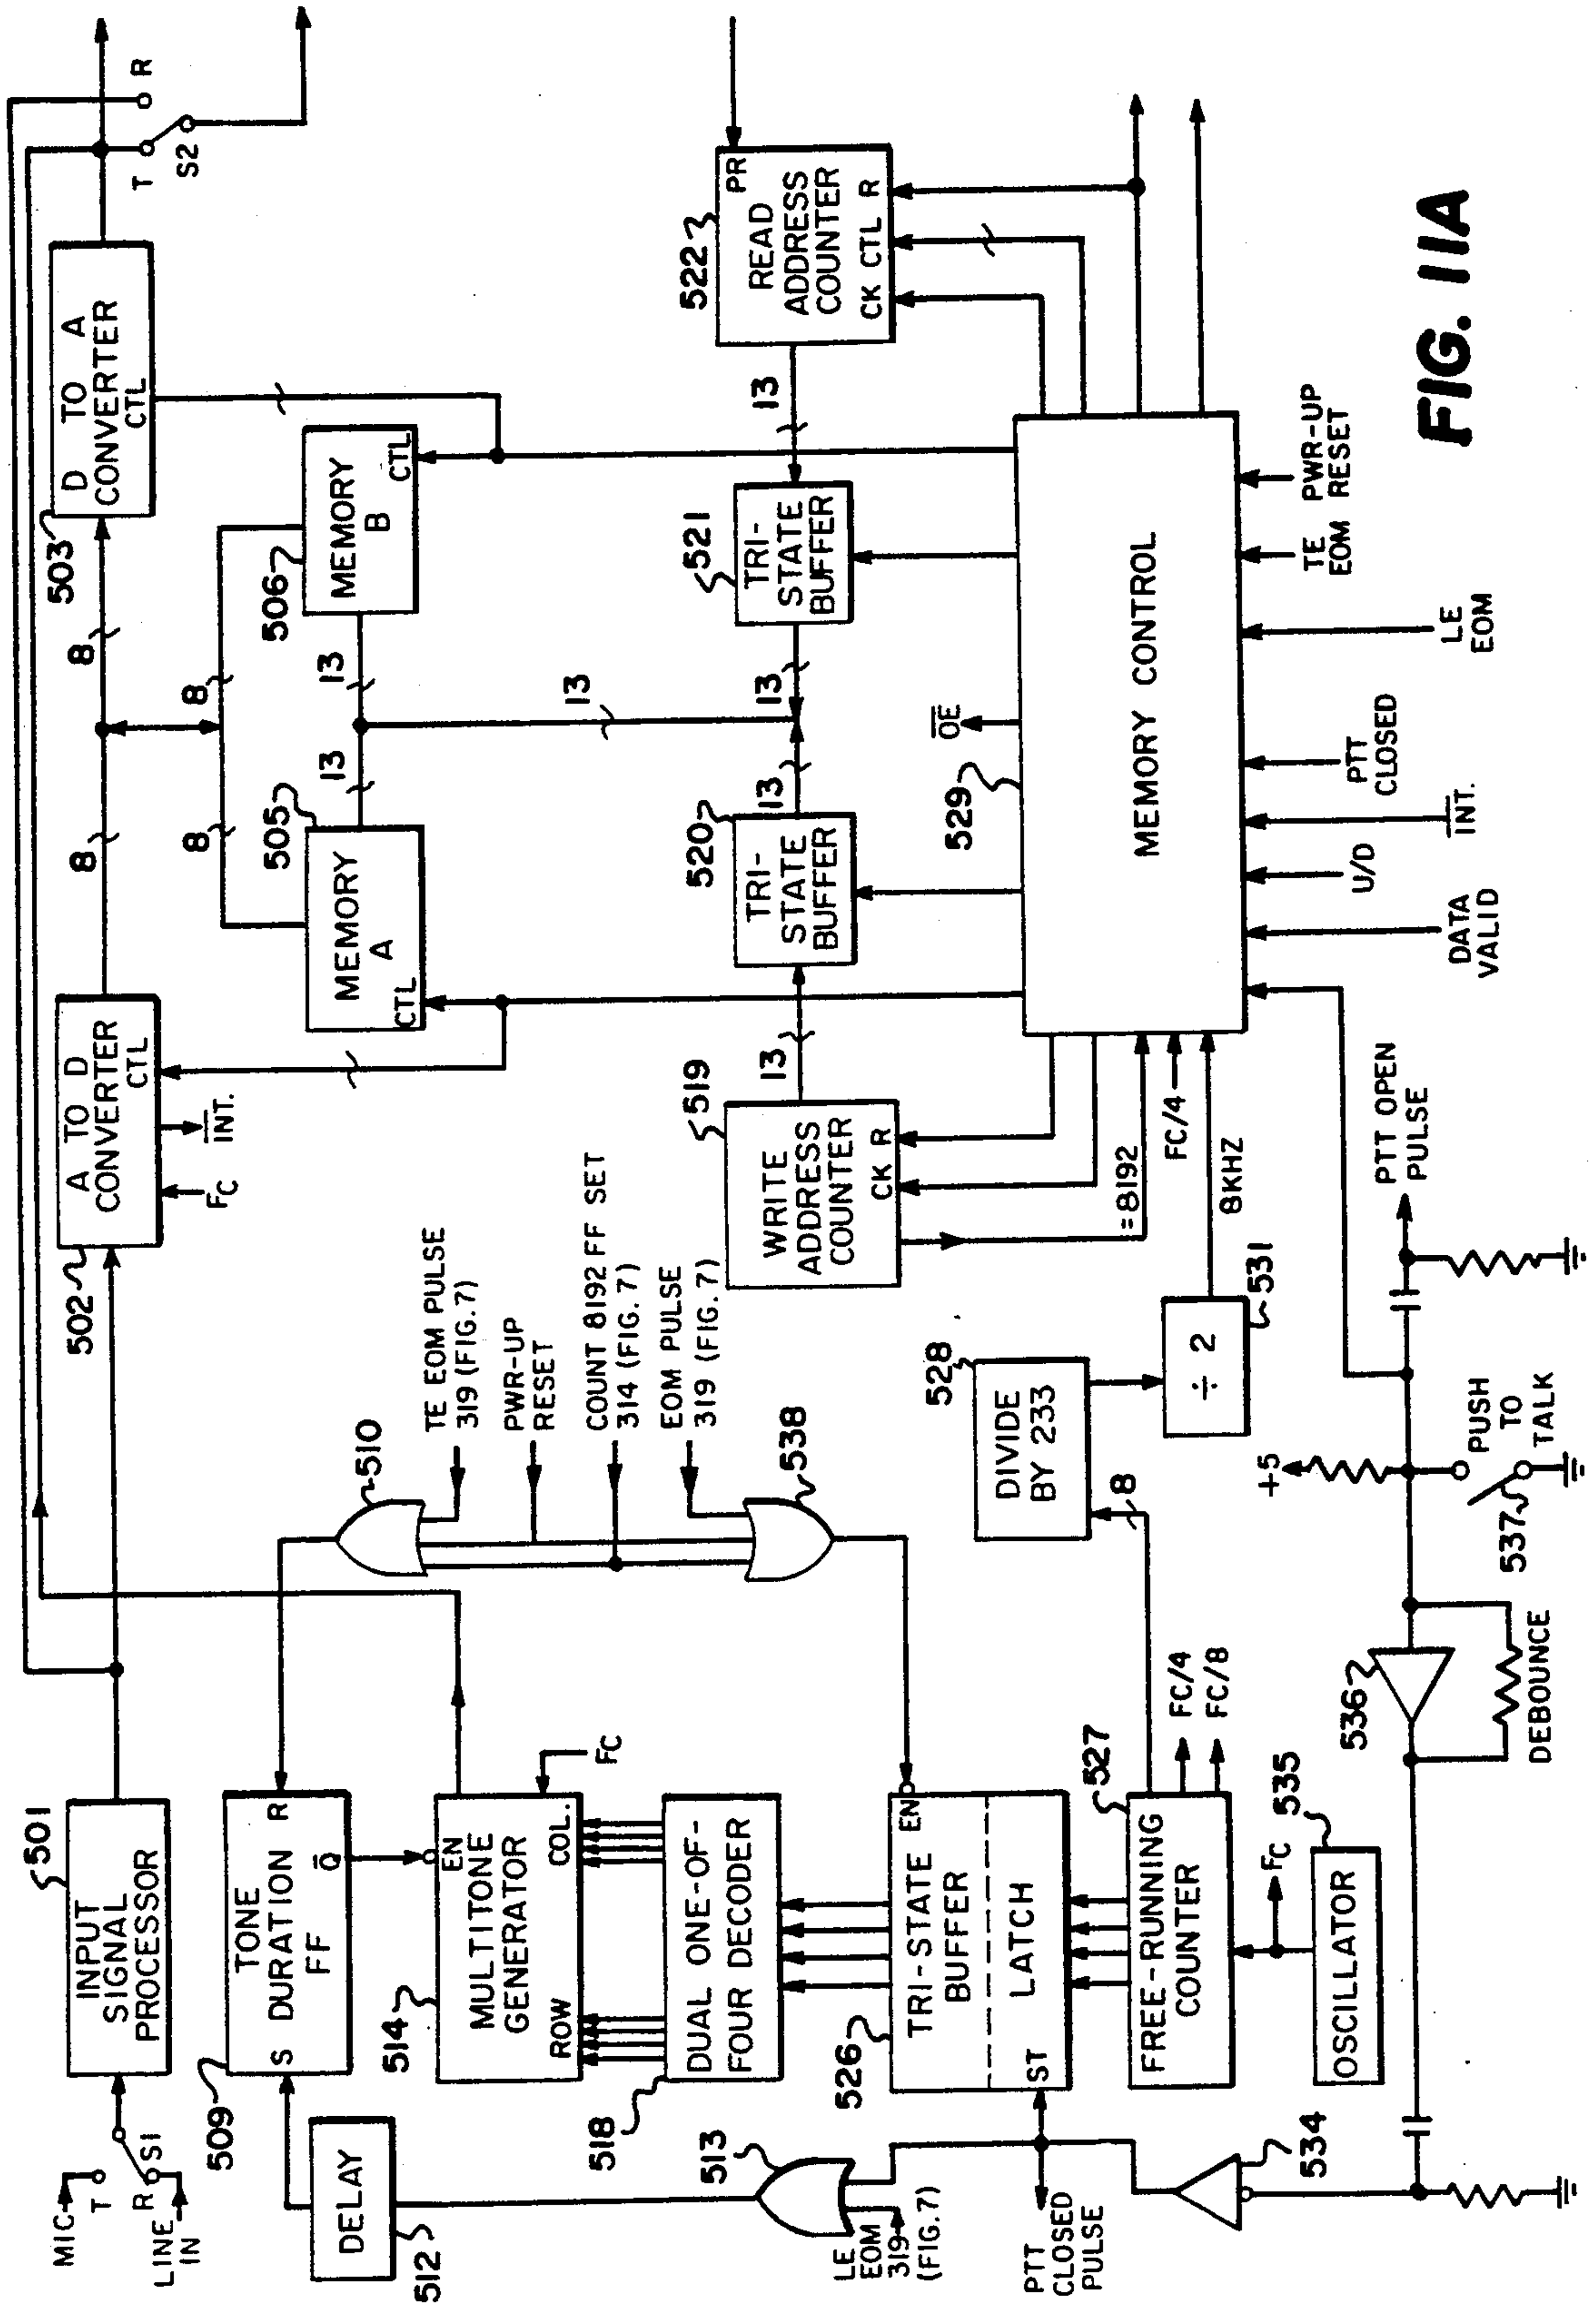 MIC
T
R
S1
LINE
IN
501
INPUT
SIGNAL
PROCESSOR
502
A TO D
CONVERTER
CTL
FC
INT.
8
8
503
D TO A
CONVERTER
CTL
T
R
S2
509
S
TONE
DURATION
FF
R
Q
510
TE EOM PULSE
319 (FIG. 7)
PWR-UP
RESET
COUNT 8192 FF SET
314 (FIG. 7)
EOM PULSE
319 (FIG. 7)
538
505
MEMORY
A
CTL
8
8
13
13
506
MEMORY
B
CTL
512
DELAY
514
MULTITONE
GENERATOR
EN
ROW
COL.
FC
518
DUAL ONE-OF-
FOUR DECODER
513
LE
EOM
319
(FIG. 7)
526
TRI-STATE
BUFFER
EN
LATCH
ST
PTT
CLOSED
PULSE
534
527
FREE-RUNNING
COUNTER
FC/4
FC/8
8
535
OSCILLATOR
FC
528
DIVIDE
BY 233
÷ 2
531
8KHZ
519
WRITE
ADDRESS
COUNTER
CK R
13
=8192
FC/4
520
TRI-
STATE
BUFFER
13
13
13
521
TRI-
STATE
BUFFER
13
522
PR
READ
ADDRESS
COUNTER
CK CTL R
529
OE
MEMORY CONTROL
DATA
VALID
U/D
INT.
PTT
CLOSED
LE
EOM
TE
EOM
PWR-UP
RESET
536
DEBOUNCE
+5
537
PUSH
TO
TALK
PTT OPEN
PULSE
FIG. 11A